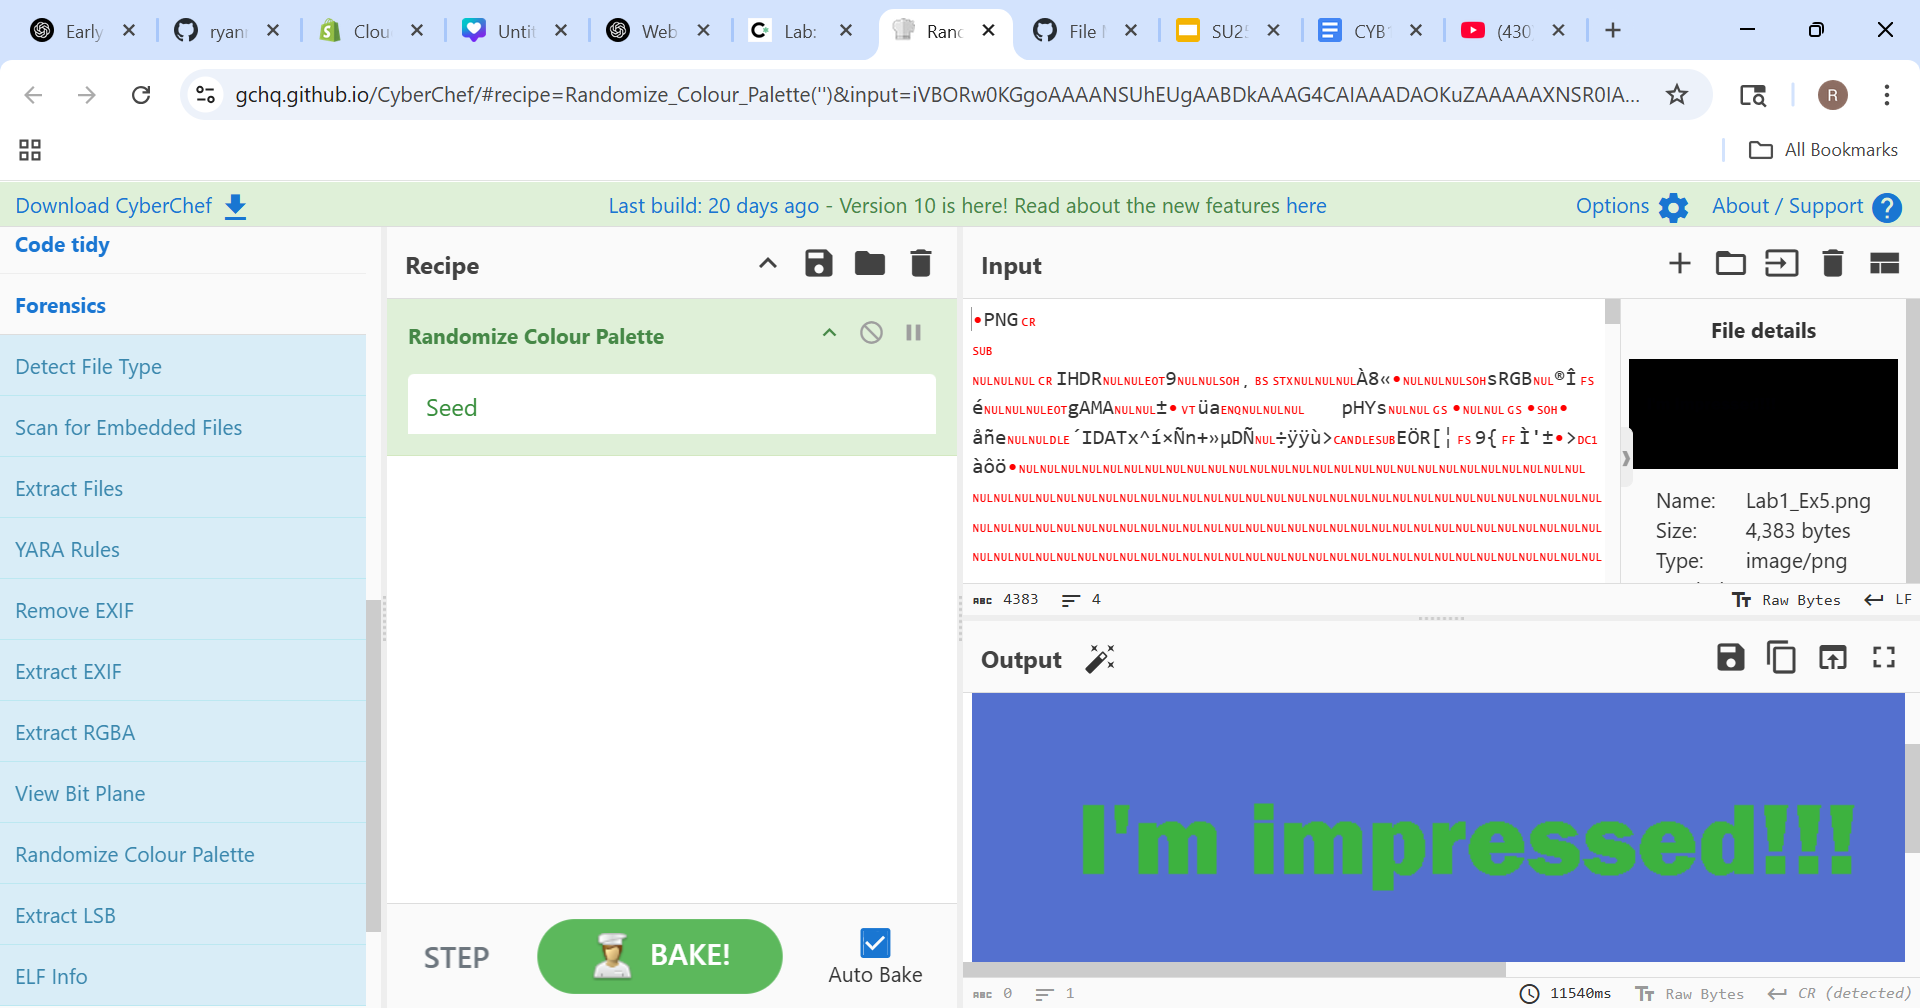 Early
ryan
Clou
Untit
Web
Lab:
Ranc
File
SU2
CYB
(430
gchq.github.io/CyberChef/#recipe=Randomize_Colour_Palette('')&input=iVBORw0KGgoAAAANSUhEUgAABDkAAAG4CAIAAADAOKuZAAAAAXNSR0IA...
R
All Bookmarks
Download CyberChef
Last build: 20 days ago - Version 10 is here! Read about the new features here
Options
About / Support
Code tidy
Forensics
Detect File Type
Scan for Embedded Files
Extract Files
YARA Rules
Remove EXIF
Extract EXIF
Extract RGBA
View Bit Plane
Randomize Colour Palette
Extract LSB
ELF Info
Recipe
Randomize Colour Palette
Seed
STEP
BAKE!
Auto Bake
Input
•PNG CR
SUB
NULNULNUL CR IHDRNULNULEOT9NULNULSOH, BS STXNULNULNULÀ8«•NULNULNULSOHsRGBNUL®Î FS
éNULNULNULEOTgAMANULNUL±• VT üaENQNULNULNUL pHYsNULNUL GS •NULNUL GS •SOH•
åñeNULNULDLE´IDATx^í×Ñn+»µDÑNUL÷ÿÿù>CANDLESUBEÖR[¦ FS 9{ FF Ì'±•>DC1
File details
Name: Lab1_Ex5.png
Size: 4,383 bytes
Type: image/png
ABC 4383 4
Raw Bytes LF
Output
I'm impressed!!!
ABC 0 1
11540ms Raw Bytes CR (detected)